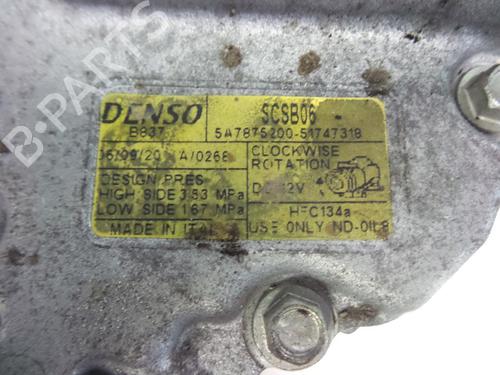 DENSO
SCSB06 -
B837
5A7875200-51747318
CLOCKWISE
ROTATION
DESIGN PRES
HIGH SIDE 3.53 MPa
12V
LOW SIDE 1.67 MPa
HFC134a
MADE IN
USE ONLY ND-OIL8
B-PARTS